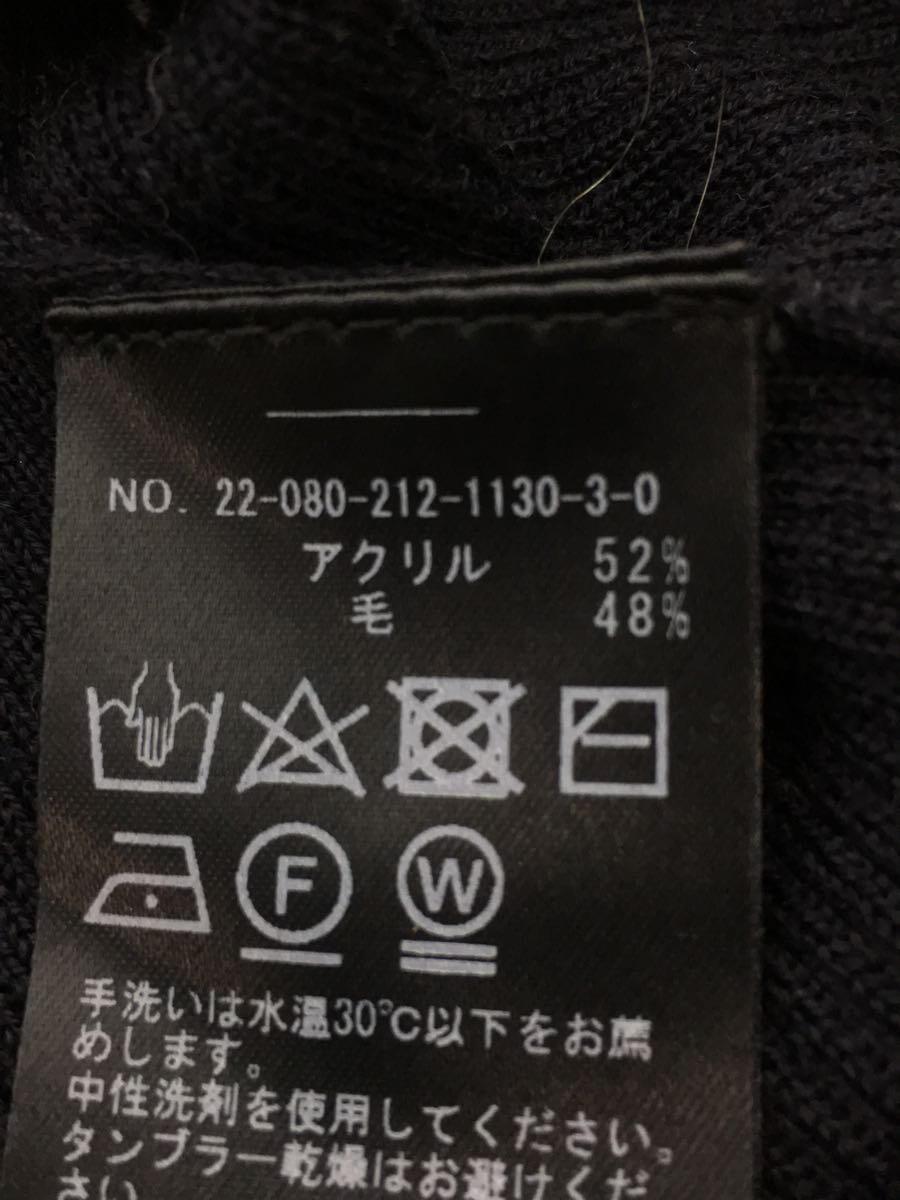 NO. 22-080-212-1130-3-0
アクリル 52%
毛 48%
F W
手洗いは水温30℃以下をお薦
めします。
中性洗剤を使用してください。
タンブラー乾燥はお避けくだ
さい